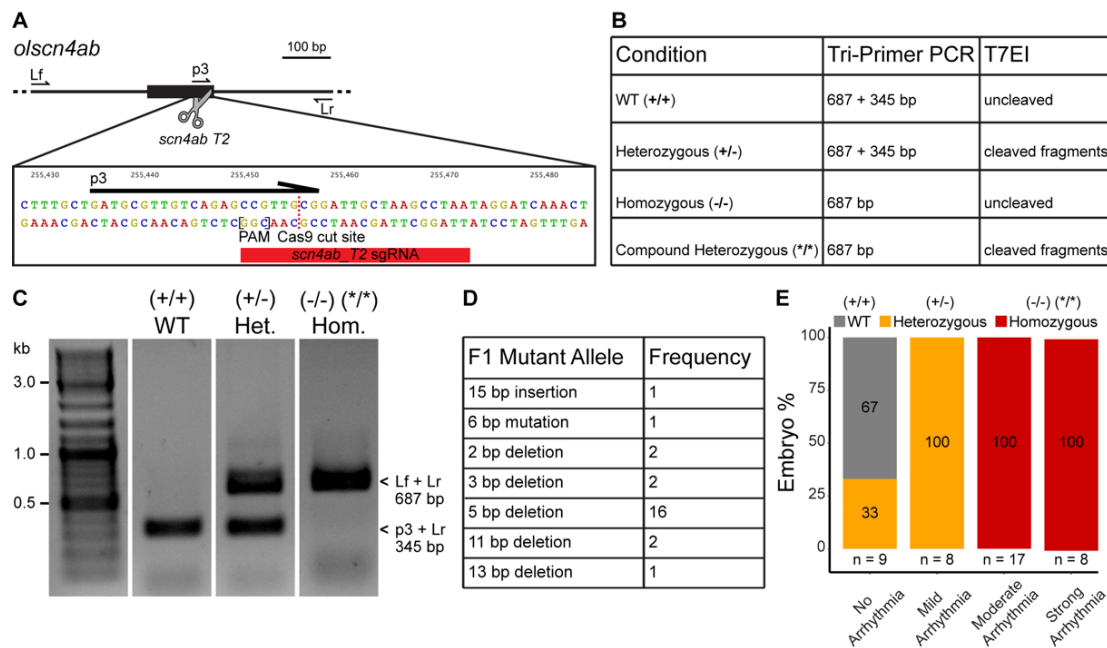 A
olscn4ab
100 bp
Lf
p3
Lr
scn4ab T2
255,430 255,440 255,450 255,460 255,470 255,480
p3
CTTTGCTGATGCGTTGTCAGAGCCGTTGCGGATTGCTAAGCCTAATAGGATCAAACT
GAAACGACTACGCAACAGTCTCGGCAACGCCTAACGATTCGGATTATCCTAGTTTGA
PAM Cas9 cut site
scn4ab_T2 sgRNA
B
Condition Tri-Primer PCR T7EI
WT (+/+) 687 + 345 bp uncleaved
Heterozygous (+/-) 687 + 345 bp cleaved fragments
Homozygous (-/-) 687 bp uncleaved
Compound Heterozygous (*/*) 687 bp cleaved fragments
C
(+/+) (+/-) (-/-) (*/*)
WT Het. Hom.
kb
3.0
1.0
0.5
< Lf + Lr
687 bp
< p3 + Lr
345 bp
D
F1 Mutant Allele Frequency
15 bp insertion 1
6 bp mutation 1
2 bp deletion 2
3 bp deletion 2
5 bp deletion 16
11 bp deletion 2
13 bp deletion 1
E
(+/+) (+/-) (-/-) (*/*)
WT Heterozygous Homozygous
Embryo %
100
75
50
25
0
67
33
100
100
100
n = 9 n = 8 n = 17 n = 8
No Arrhythmia
Mild Arrhythmia
Moderate Arrhythmia
Strong Arrhythmia